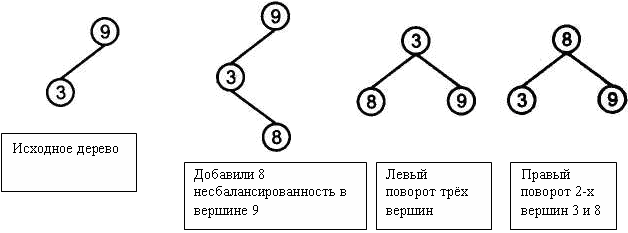 9
3
9
3
8
3
8
9
8
3
9
Исходное дерево
Добавили 8
несбалансированность в
вершине 9
Левый
поворот трёх
вершин
Правый
поворот 2-х
вершин 3 и 8